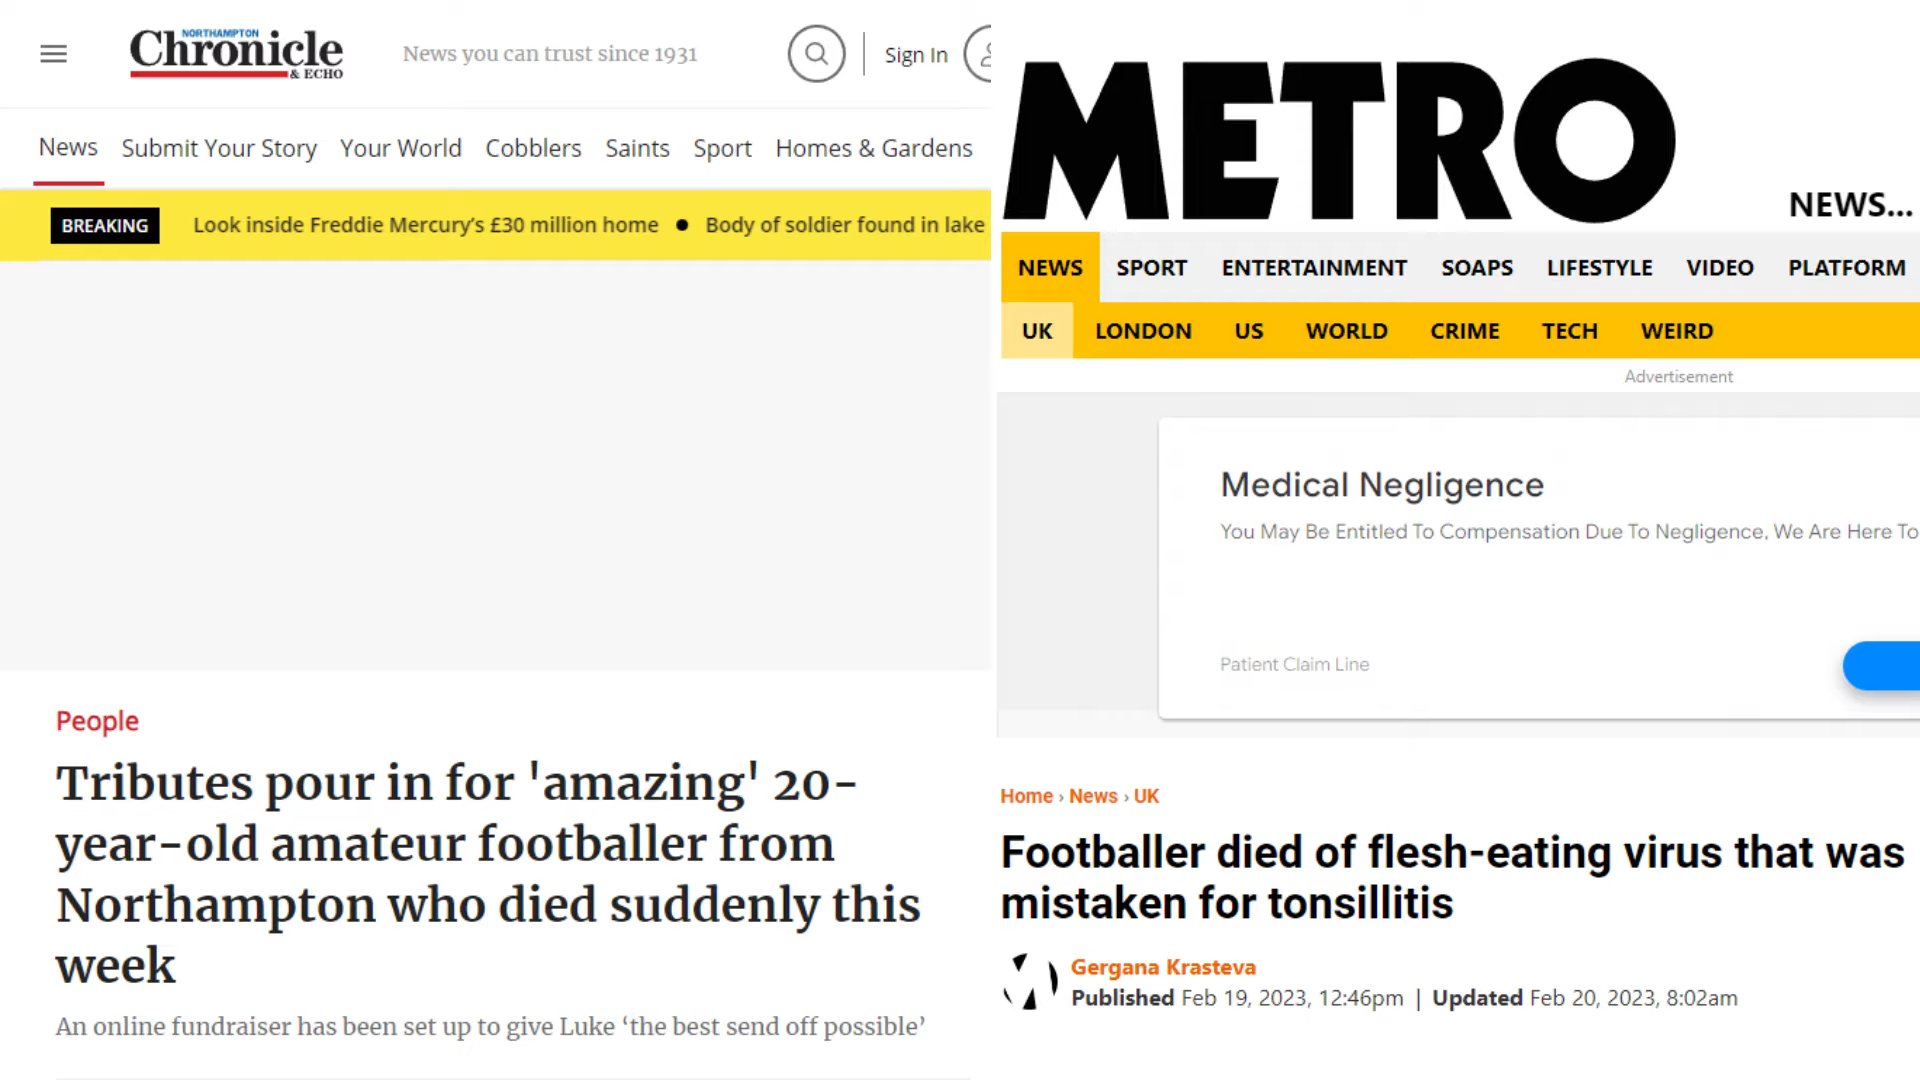 NORTHAMPTON
Chronicle
& ECHO
News you can trust since 1931
Sign In
News Submit Your Story Your World Cobblers Saints Sport Homes & Gardens
BREAKING Look inside Freddie Mercury’s £30 million home ● Body of soldier found in lake
People
Tributes pour in for 'amazing' 20-
year-old amateur footballer from
Northampton who died suddenly this
week
An online fundraiser has been set up to give Luke ‘the best send off possible’
METRO
NEWS...
NEWS SPORT ENTERTAINMENT SOAPS LIFESTYLE VIDEO PLATFORM
UK LONDON US WORLD CRIME TECH WEIRD
Advertisement
Medical Negligence
You May Be Entitled To Compensation Due To Negligence, We Are Here To
Patient Claim Line
Home › News › UK
Footballer died of flesh-eating virus that was
mistaken for tonsillitis
Gergana Krasteva
Published Feb 19, 2023, 12:46pm | Updated Feb 20, 2023, 8:02am